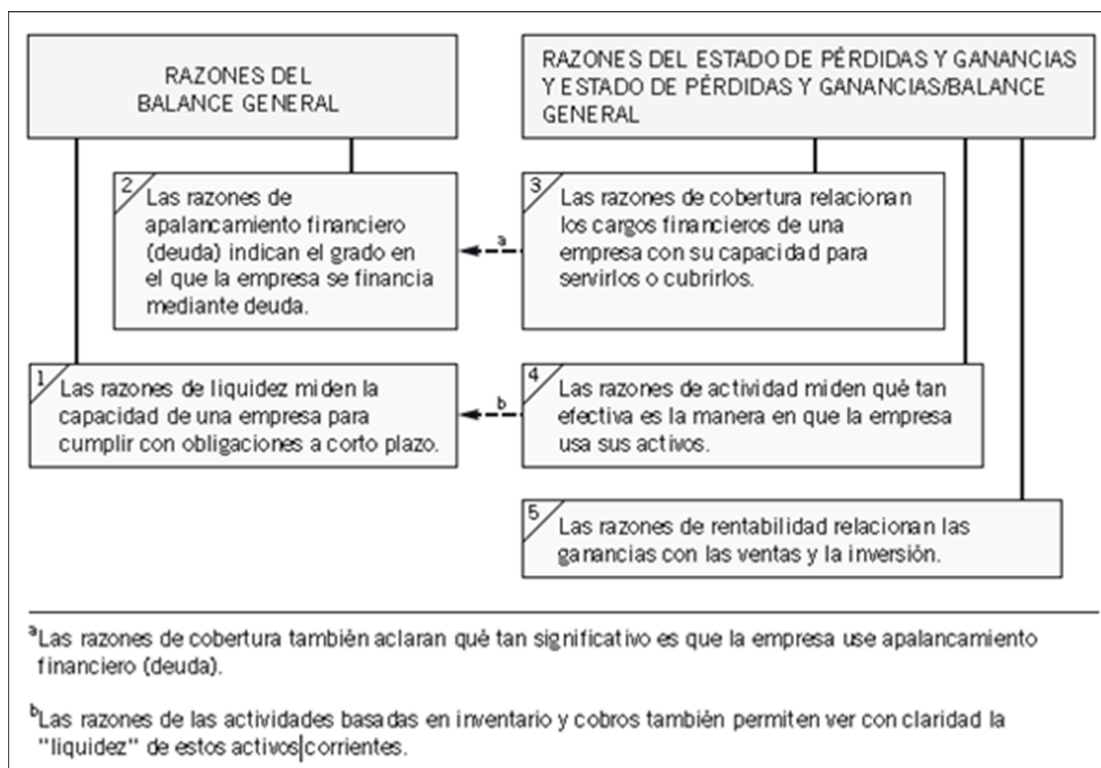 RAZONES DEL
BALANCE GENERAL
RAZONES DEL ESTADO DE PÉRDIDAS Y GANANCIAS
Y ESTADO DE PÉRDIDAS Y GANANCIAS/BALANCE
GENERAL
2
Las razones de
apalancamiento financiero
(deuda) indican el grado en
el que la empresa se financia
mediante deuda.
a
3
Las razones de cobertura relacionan
los cargos financieros de una
empresa con su capacidad para
servirlos o cubrirlos.
1
Las razones de liquidez miden la
capacidad de una empresa para
cumplir con obligaciones a corto plazo.
b
4
Las razones de actividad miden qué tan
efectiva es la manera en que la empresa
usa sus activos.
5
Las razones de rentabilidad relacionan las
ganancias con las ventas y la inversión.
aLas razones de cobertura también aclaran qué tan significativo es que la empresa use apalancamiento
financiero (deuda).
bLas razones de las actividades basadas en inventario y cobros también permiten ver con claridad la
"liquidez" de estos activos corrientes.